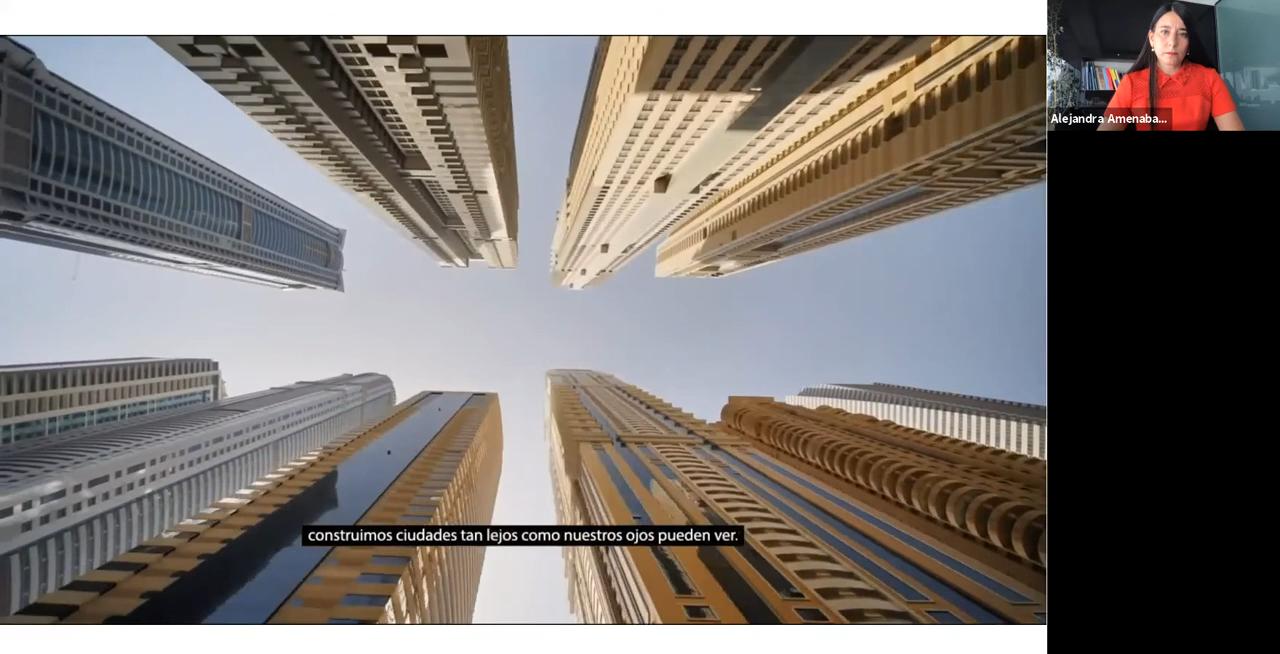 Alejandra Amenaba...
construimos ciudades tan lejos como nuestros ojos pueden ver.